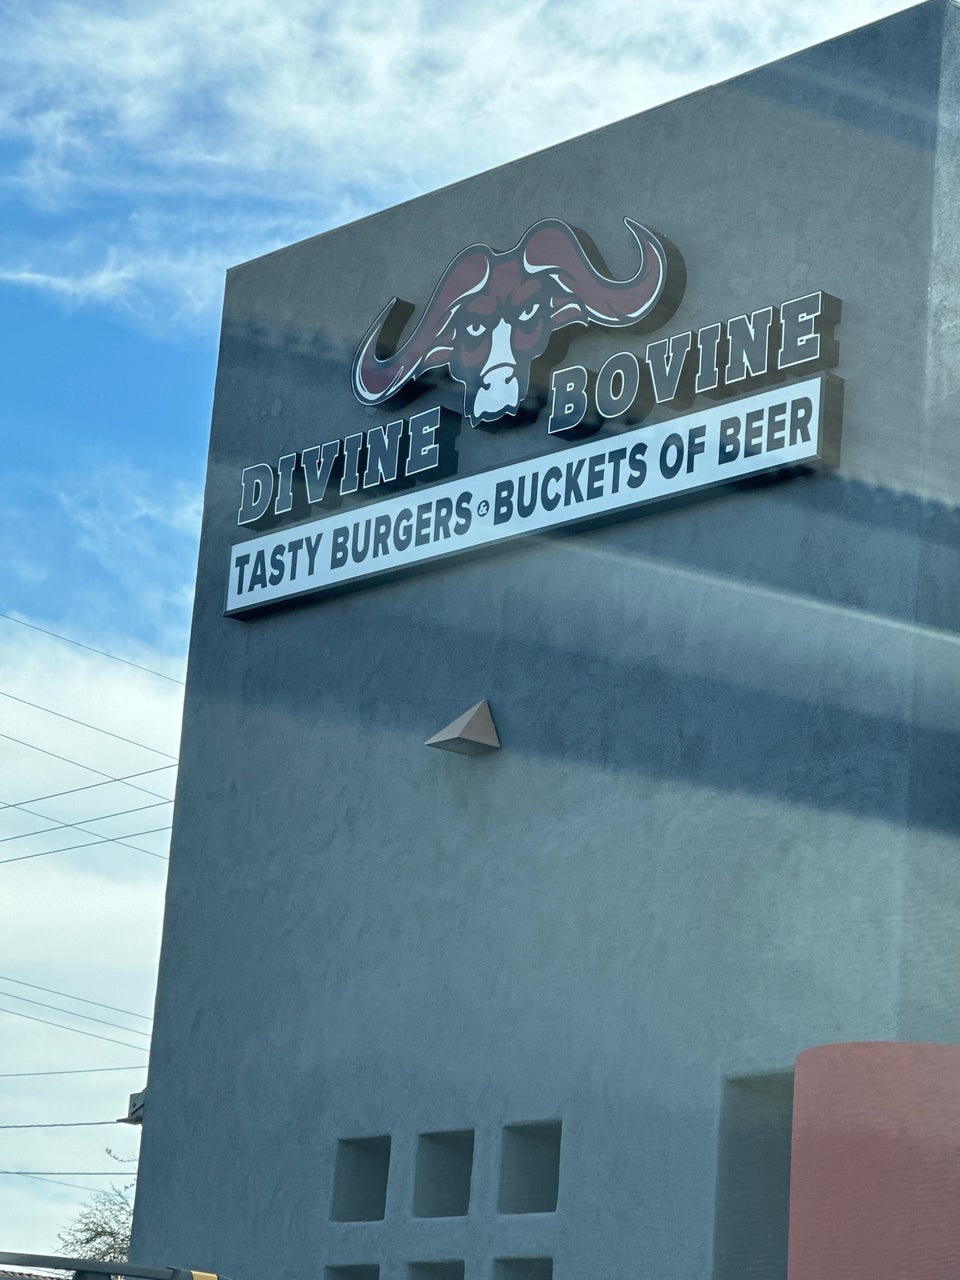 DIVINE BOVINE
TASTY BURGERS & BUCKETS OF BEER